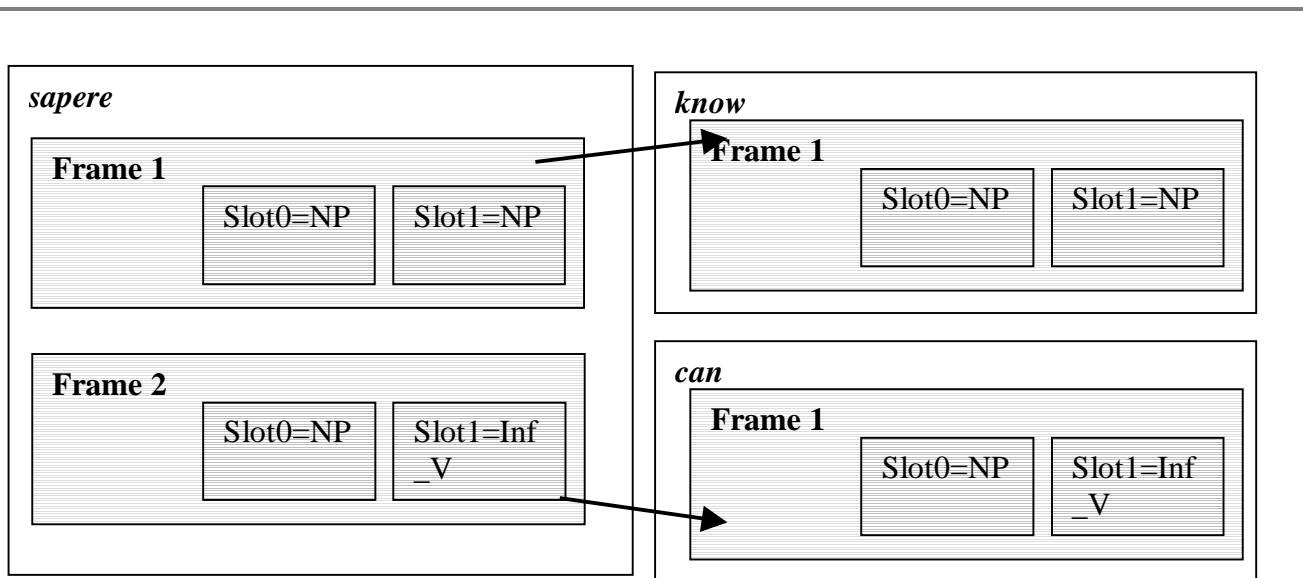 sapere
Frame 1
Slot0=NP
Slot1=NP
Frame 2
Slot0=NP
Slot1=Inf
_V
know
Frame 1
Slot0=NP
Slot1=NP
can
Frame 1
Slot0=NP
Slot1=Inf
_V